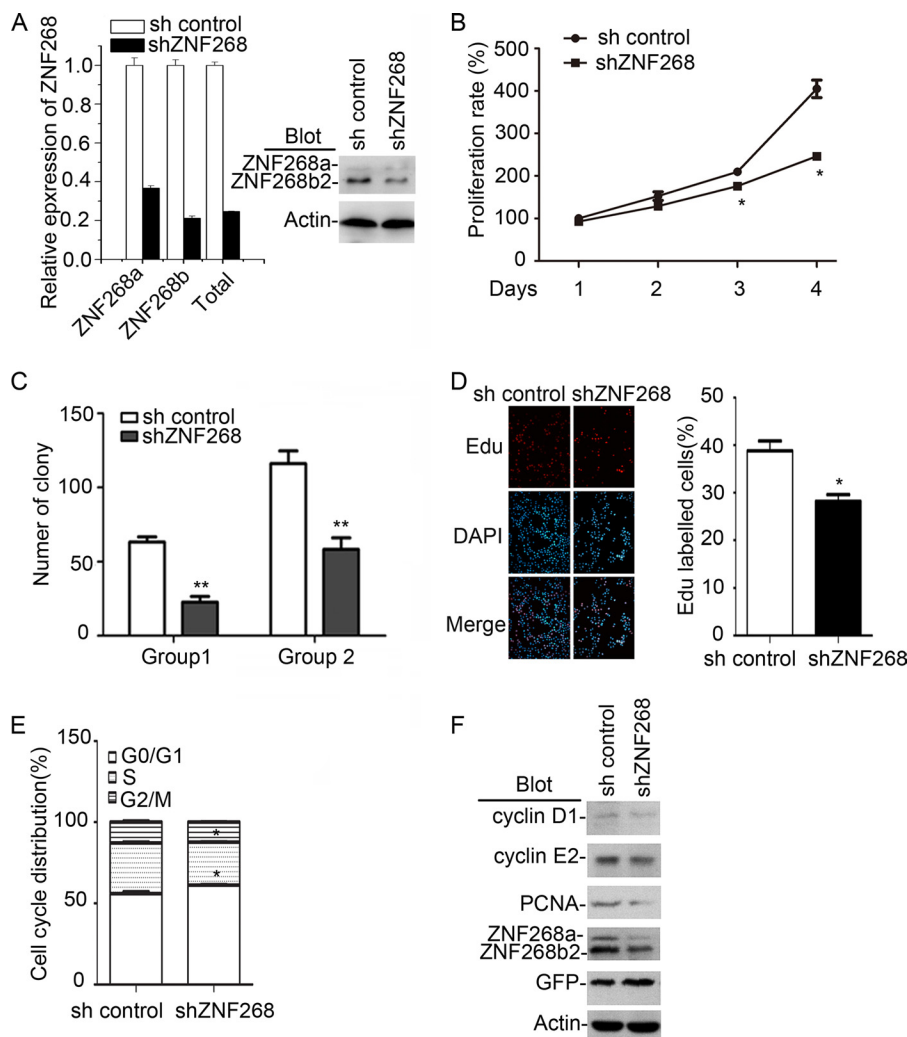 A
sh control
shZNF268
Relative epxression of ZNF268
1.0
0.8
0.6
0.4
0.2
0.0
ZNF268a
ZNF268b
Total
sh control
shZNF268
Blot
ZNF268a-
ZNF268b2-
Actin-
B
sh control
shZNF268
Proliferation rate (%)
500
400
300
200
100
0
Days 1 2 3 4
*
*
C
sh control
shZNF268
Numer of clony
150
100
50
0
**
**
Group1 Group 2
D
sh control shZNF268
Edu
DAPI
Merge
Edu labelled cells(%)
50
40
30
20
10
0
*
sh control shZNF268
E
Cell cycle distribution(%)
150
100
50
0
G0/G1
S
G2/M
*
*
sh control shZNF268
F
sh control
shZNF268
Blot
cyclin D1-
cyclin E2-
PCNA-
ZNF268a-
ZNF268b2-
GFP-
Actin-